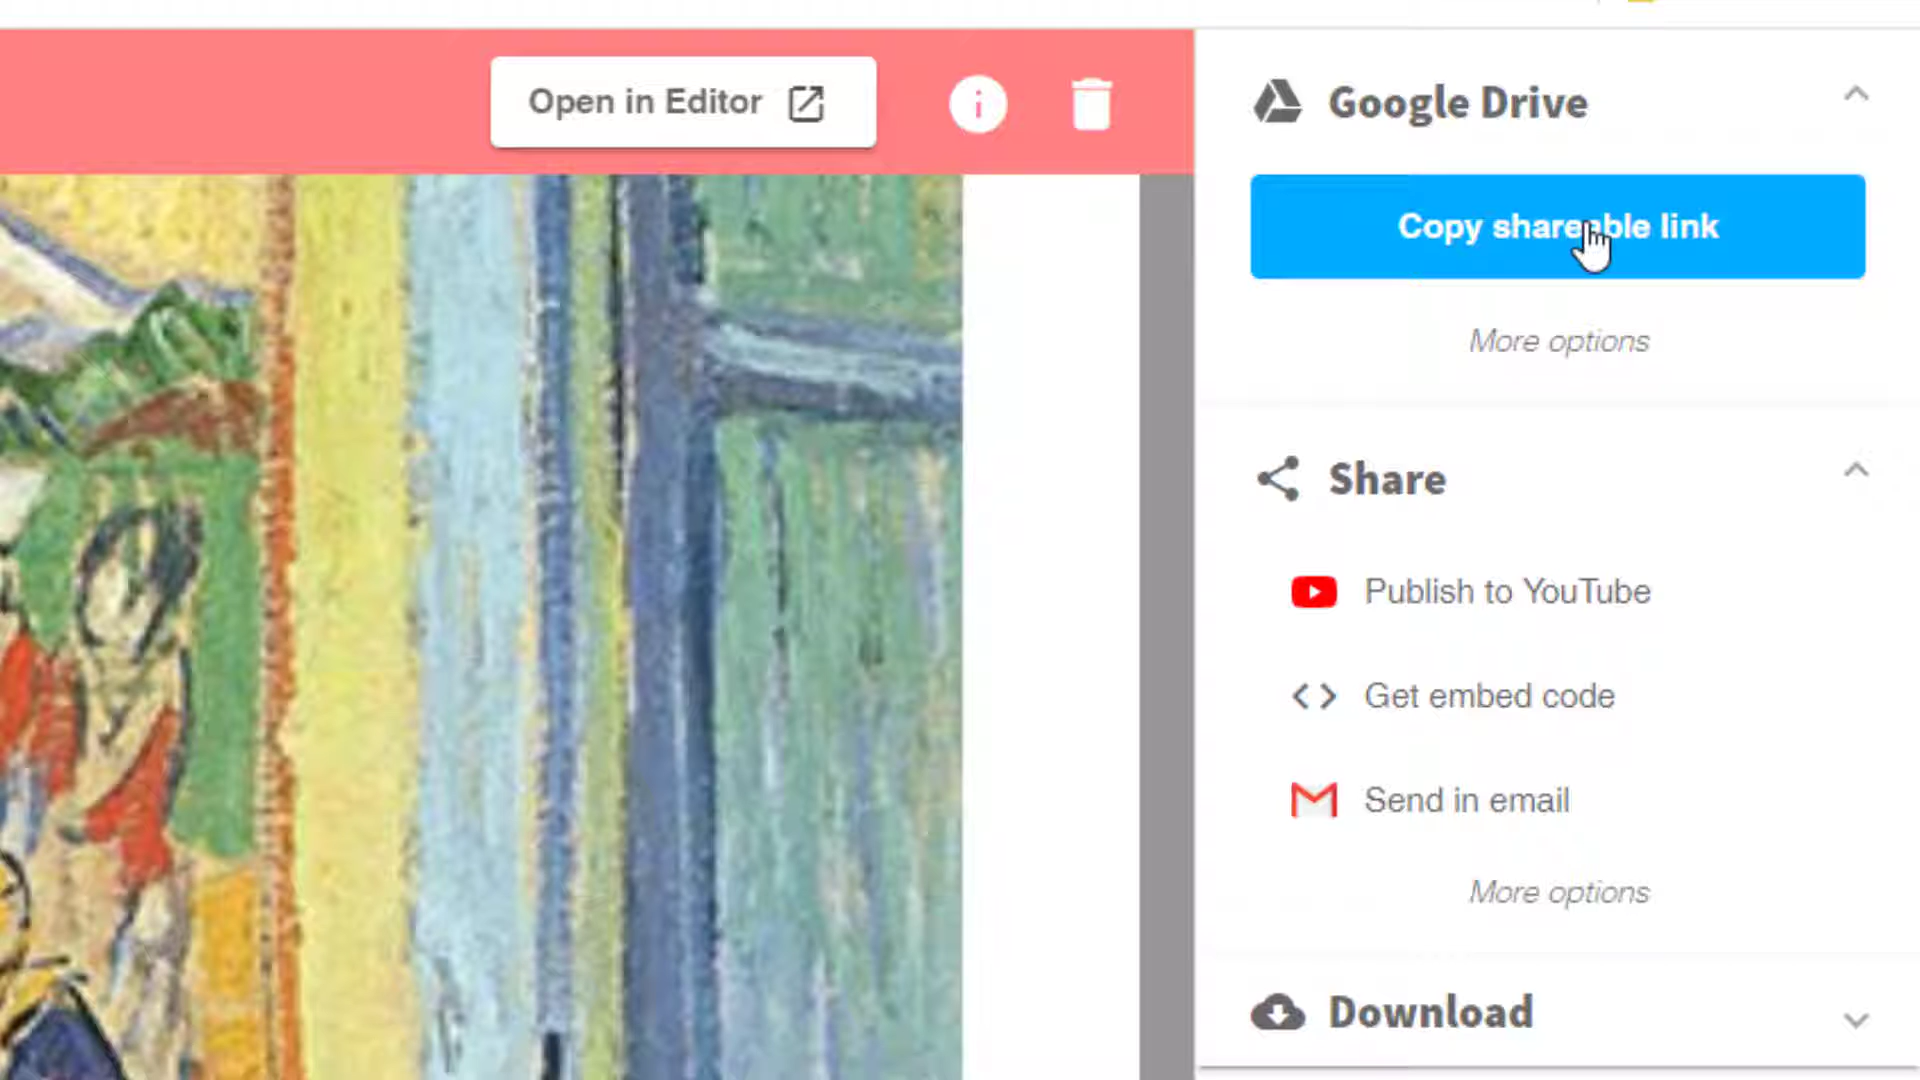 Open in Editor
Google Drive
Copy shareable link
More options
Share
Publish to YouTube
Get embed code
Send in email
More options
Download